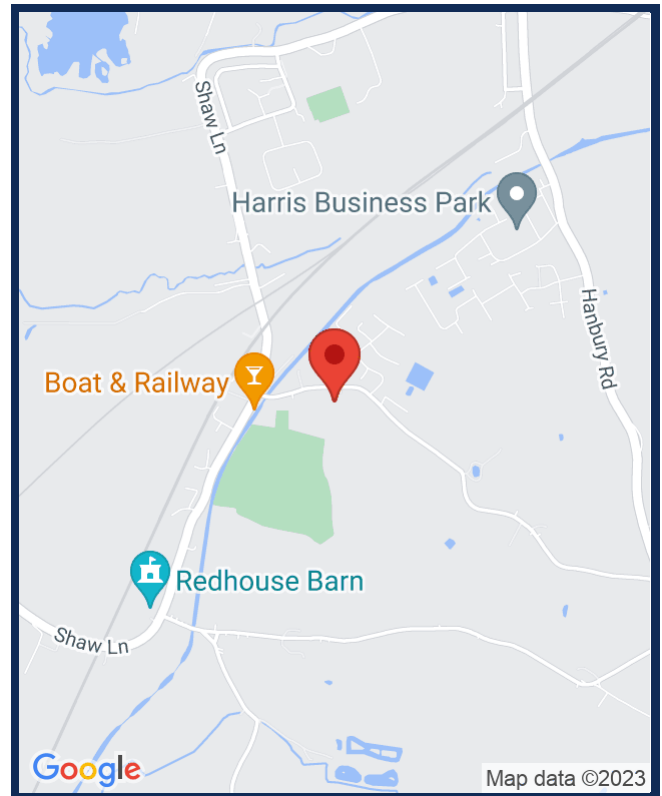 Shaw Ln
Harris Business Park
Hanbury Rd
Boat & Railway
Redhouse Barn
Shaw Ln
Google
Map data ©2023